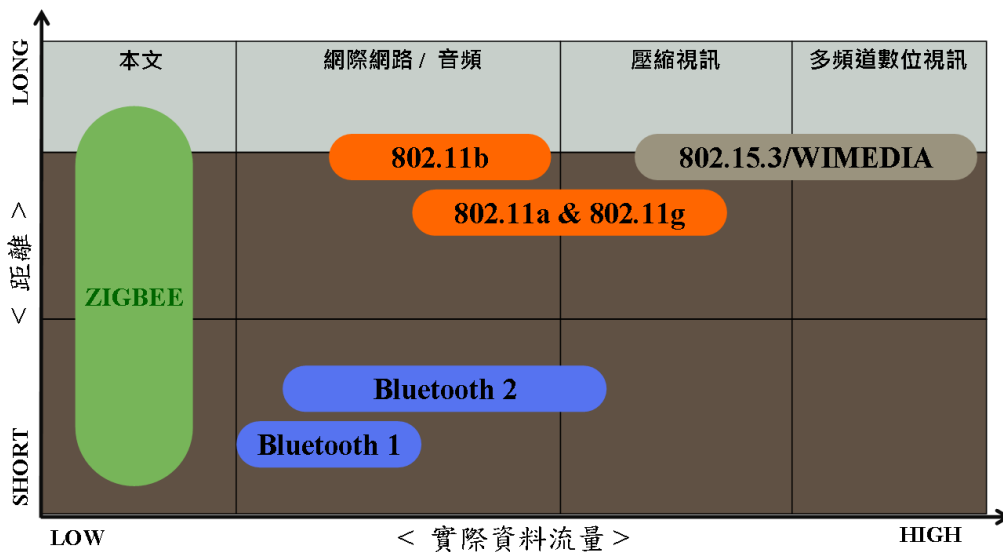 LONG
本文
網際網路 / 音頻
壓縮視訊
多頻道數位視訊
802.11b
802.15.3/WIMEDIA
802.11a & 802.11g
< 距離 >
ZIGBEE
Bluetooth 2
Bluetooth 1
SHORT
LOW
< 實際資料流量 >
HIGH